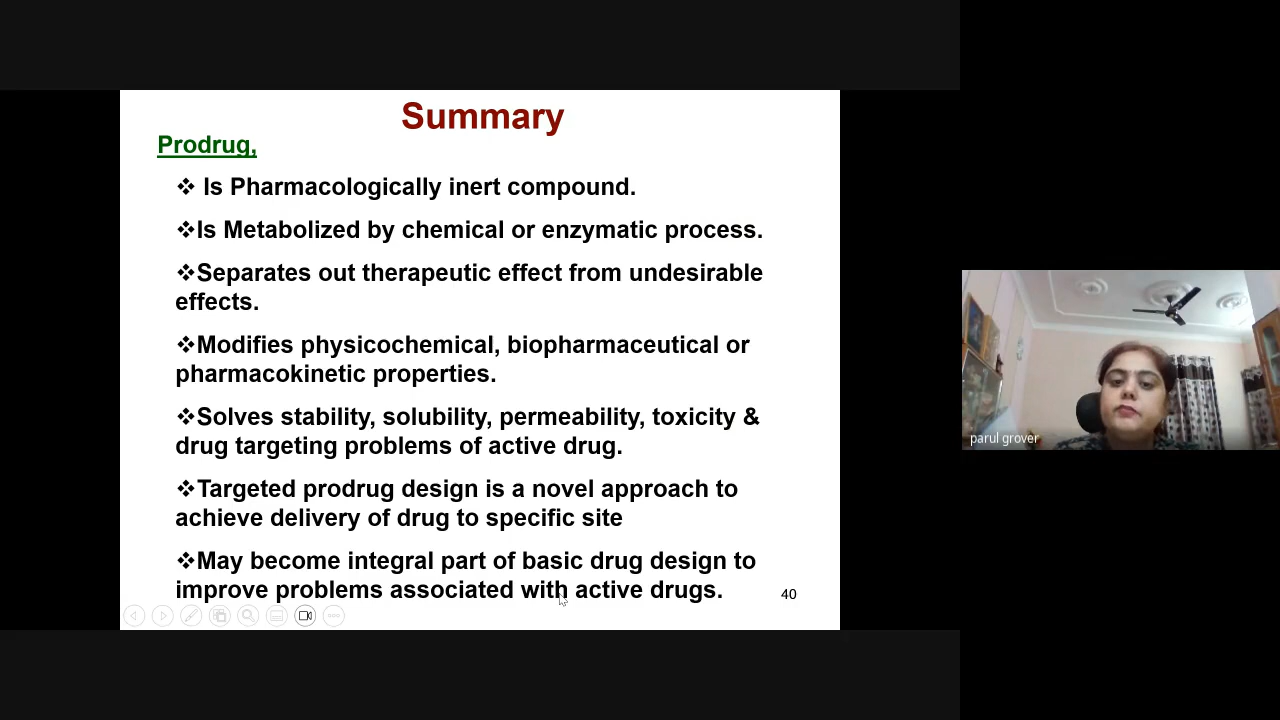 Summary
Prodrug,
❖ Is Pharmacologically inert compound.
❖Is Metabolized by chemical or enzymatic process.
❖Separates out therapeutic effect from undesirable
effects.
❖Modifies physicochemical, biopharmaceutical or
pharmacokinetic properties.
❖Solves stability, solubility, permeability, toxicity &
drug targeting problems of active drug.
❖Targeted prodrug design is a novel approach to
achieve delivery of drug to specific site
❖May become integral part of basic drug design to
improve problems associated with active drugs.
40
parul grover